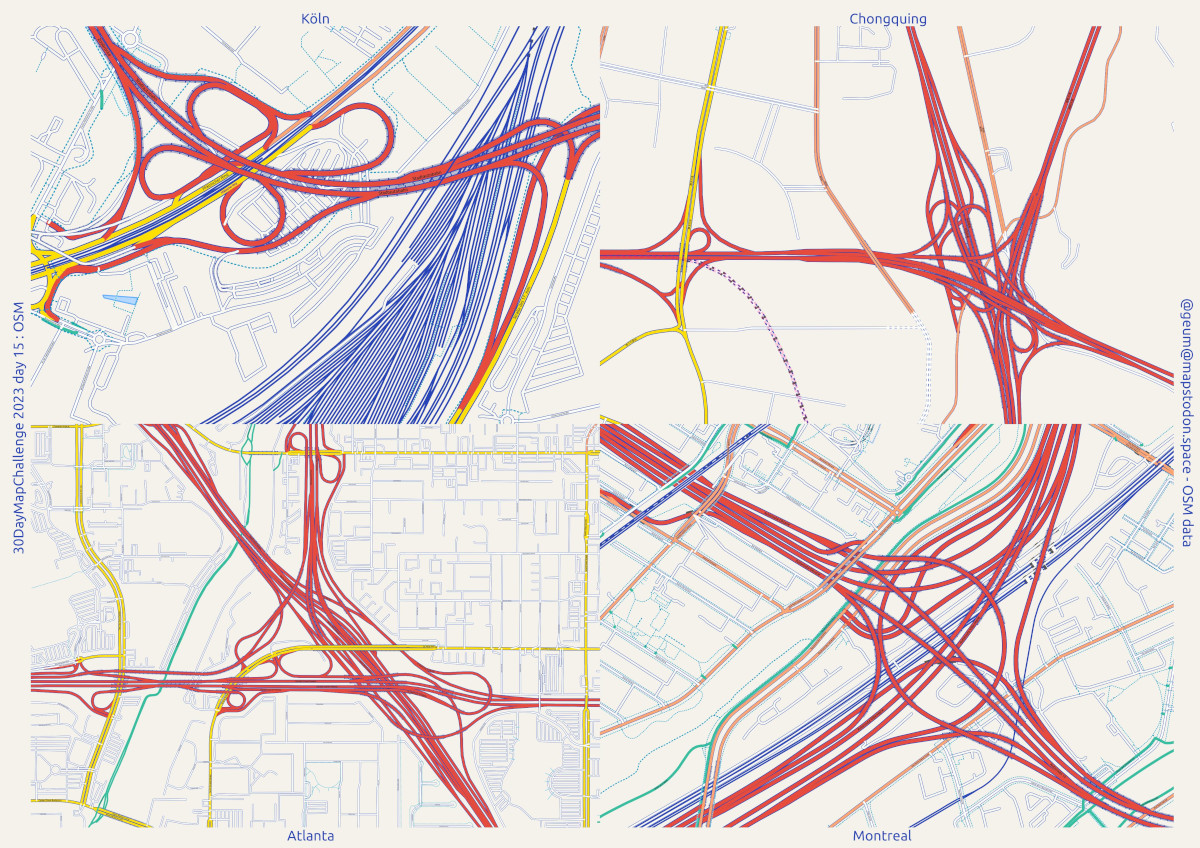 Köln
Chongquing
30DayMapChallenge 2023 day 15 : OSM
@geum@mapstodon.space - OSM data
Atlanta
Montreal